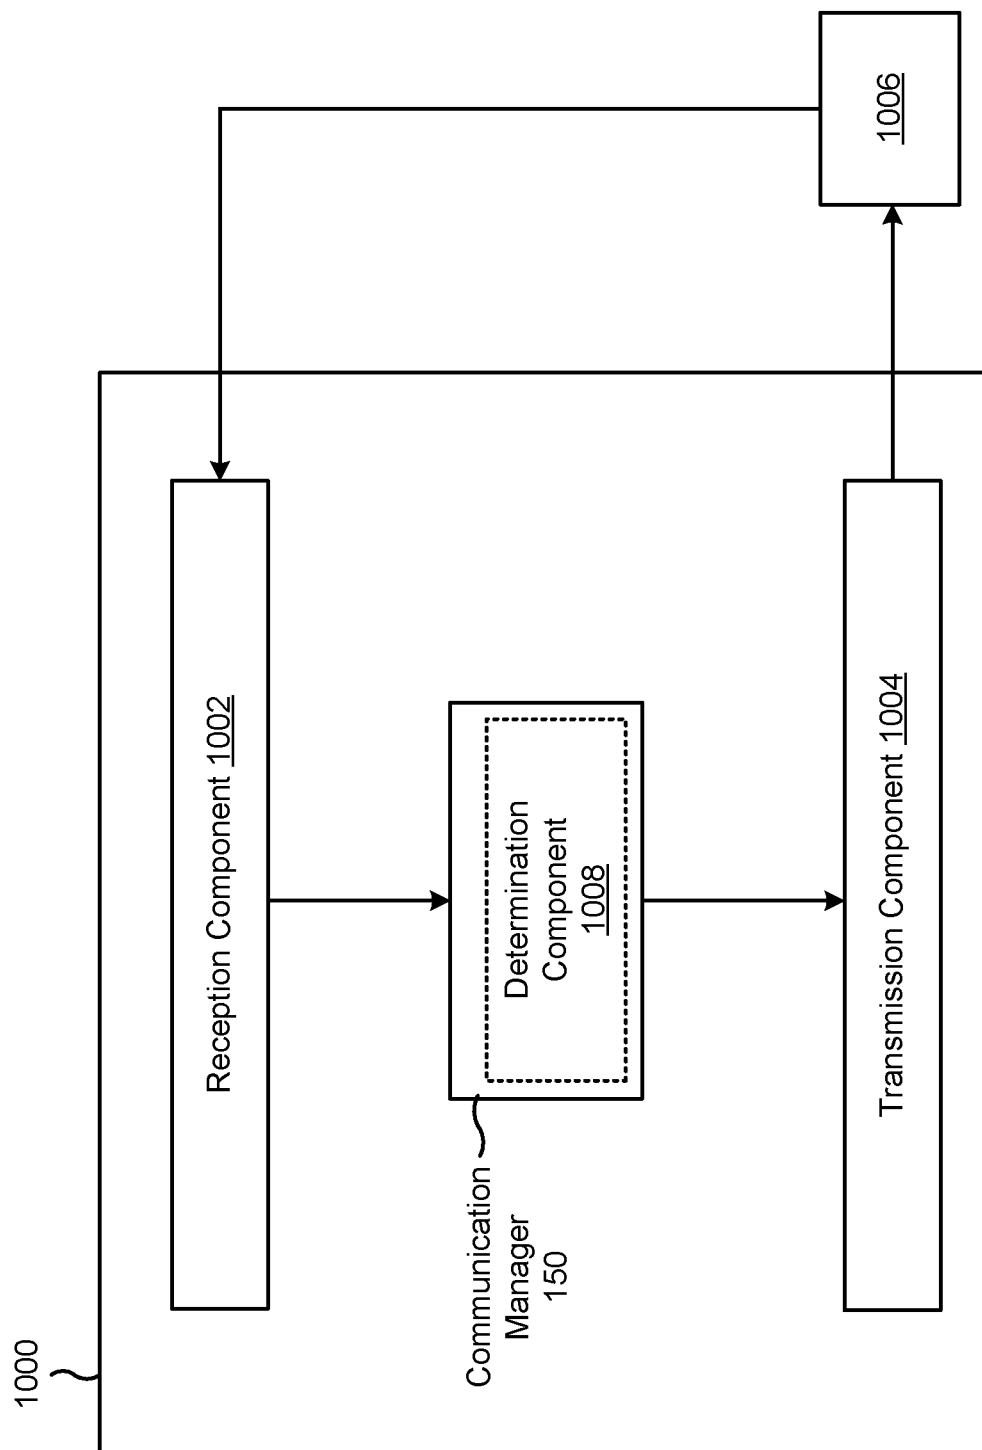 1000
Reception Component 1002
Communication
Manager
150
Determination
Component
1008
Transmission Component 1004
1006